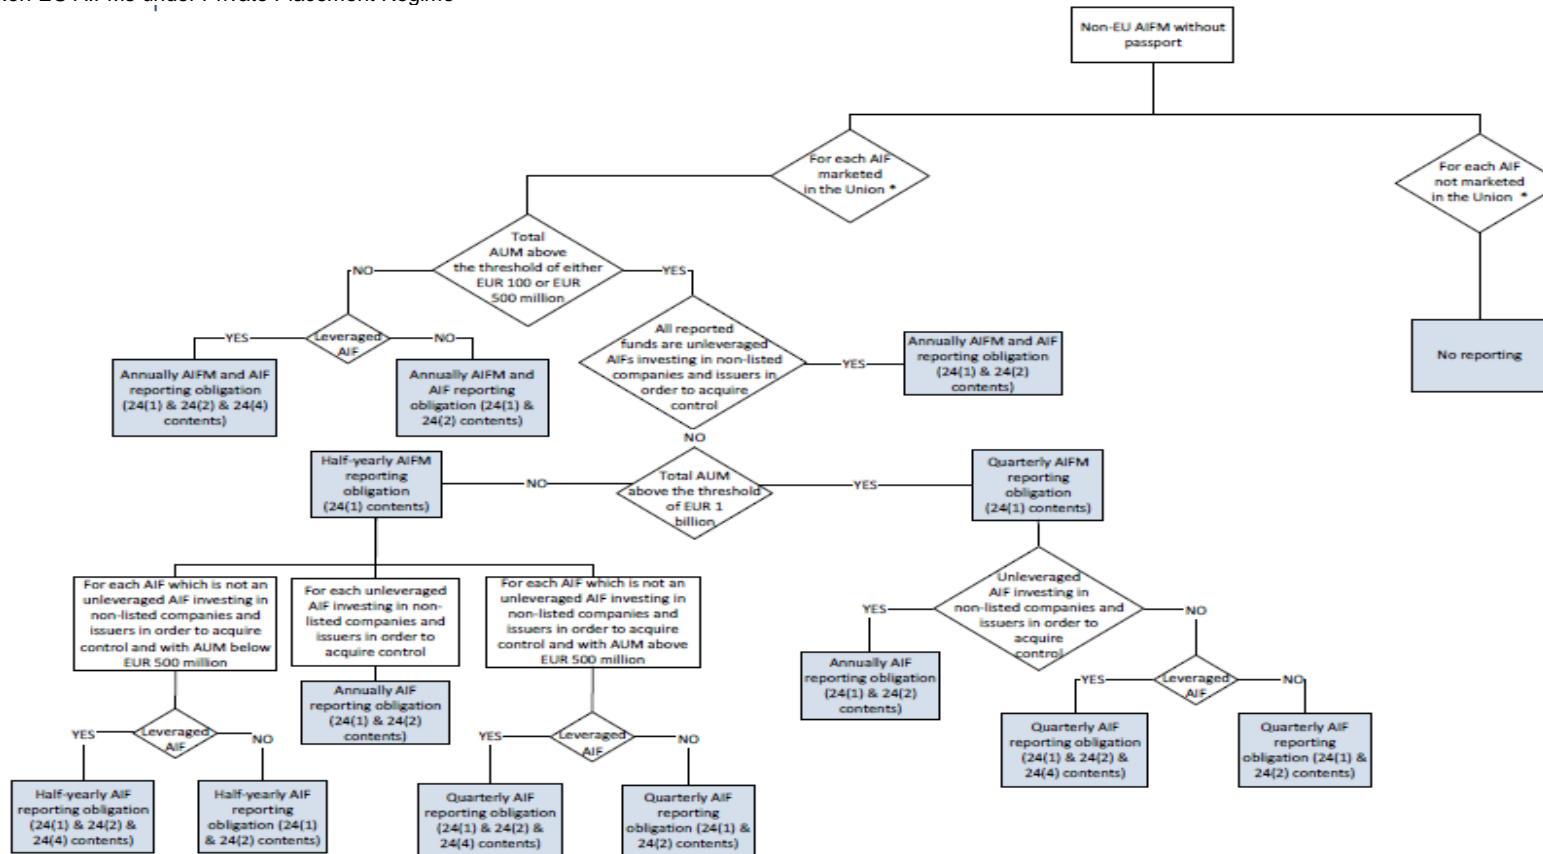 Non-EU AIFMs under Private Placement Regime
Non-EU AIFM without
passport
For each AIF
marketed
in the Union *
For each AIF
not marketed
in the Union *
Total
AUM above
the threshold of either
EUR 100 or EUR
500 million
NO
YES
YES
Leveraged
AIF
NO
All reported
funds are unleveraged
AIFs investing in non-listed
companies and issuers in
order to acquire
control
YES
Annually AIFM and AIF
reporting obligation
(24(1) & 24(2)
contents)
No reporting
Annually AIFM and AIF
reporting obligation
(24(1) & 24(2) & 24(4)
contents)
Annually AIFM and
AIF reporting
obligation (24(1) &
24(2) contents)
NO
Half-yearly AIFM
reporting
obligation
(24(1) contents)
NO
Total AUM
above the threshold
of EUR 1
billion
YES
Quarterly AIFM
reporting
obligation
(24(1) contents)
For each AIF which is not an
unleveraged AIF investing in
non-listed companies and
issuers in order to acquire
control and with AUM below
EUR 500 million
For each unleveraged
AIF investing in non-
listed companies and
issuers in order to
acquire control
For each AIF which is not an
unleveraged AIF investing in
non-listed companies and
issuers in order to acquire
control and with AUM above
EUR 500 million
Unleveraged
AIF investing in
non-listed companies and
issuers in order to
acquire
control
YES
NO
Annually AIF
reporting obligation
(24(1) & 24(2)
contents)
Annually AIF
reporting obligation
(24(1) & 24(2)
contents)
YES
Leveraged
AIF
NO
YES
Leveraged
AIF
NO
YES
Leveraged
AIF
NO
Quarterly AIF
reporting obligation
(24(1) & 24(2) &
24(4) contents)
Quarterly AIF
reporting
obligation (24(1) &
24(2) contents)
Half-yearly AIF
reporting obligation
(24(1) & 24(2) &
24(4) contents)
Half-yearly AIF
reporting
obligation (24(1)
& 24(2) contents)
Quarterly AIF
reporting obligation
(24(1) & 24(2) &
24(4) contents)
Quarterly AIF
reporting
obligation (24(1) &
24(2) contents)